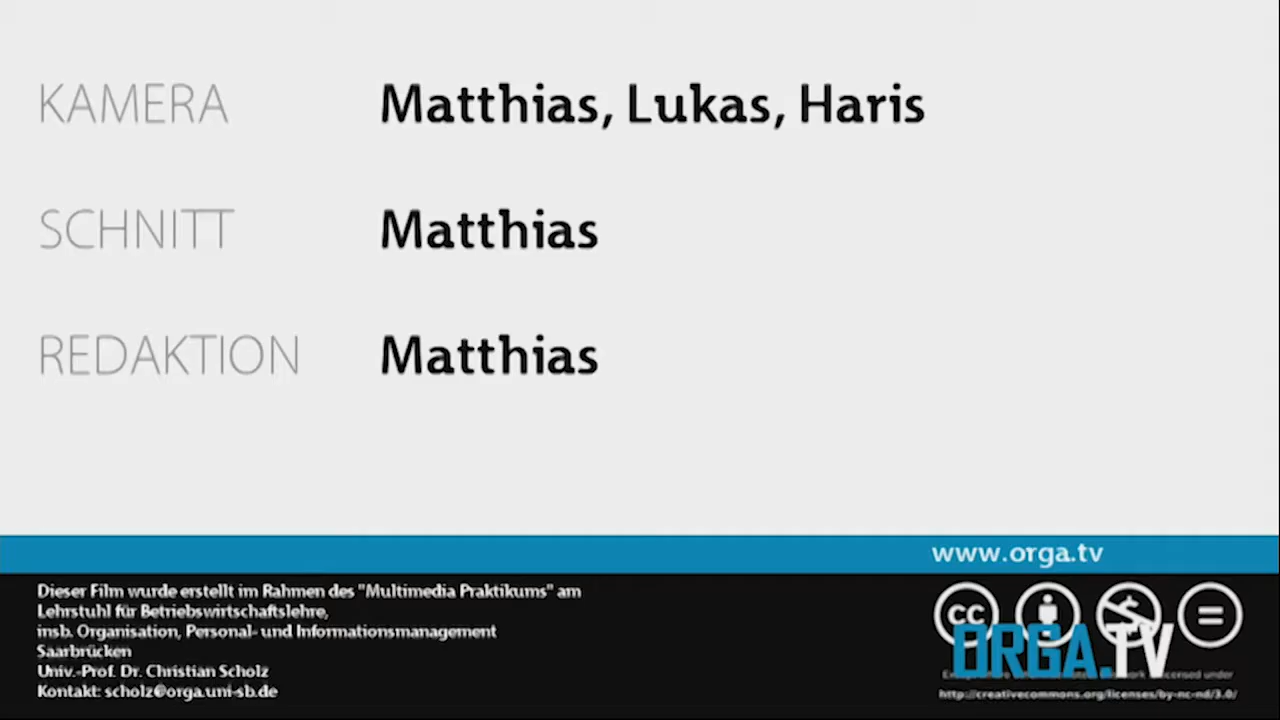 KAMERA Matthias, Lukas, Haris
SCHNITT Matthias
REDAKTION Matthias
www.orga.tv
Dieser Film wurde erstellt im Rahmen des "Multimedia Praktikums" am
Lehrstuhl für Betriebswirtschaftslehre,
insb. Organisation, Personal- und Informationsmanagement
Saarbrücken
Univ.-Prof. Dr. Christian Scholz
Kontakt: scholz@orga.uni-sb.de
cc
ORGA.TV
under
http://creativecommons.org/licenses/by-nc-nd/3.0/